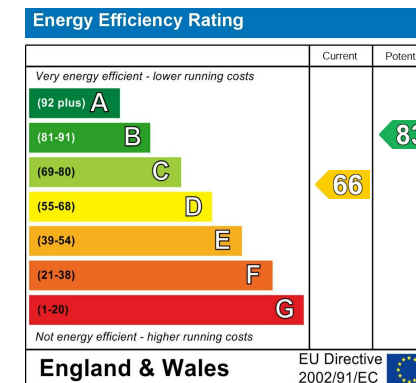 Energy Efficiency Rating
Current Potent
Very energy efficient - lower running costs
(92 plus) A
(81-91) B
83
(69-80) C
66
(55-68) D
(39-54) E
(21-38) F
(1-20) G
Not energy efficient - higher running costs
England & Wales
EU Directive
2002/91/EC